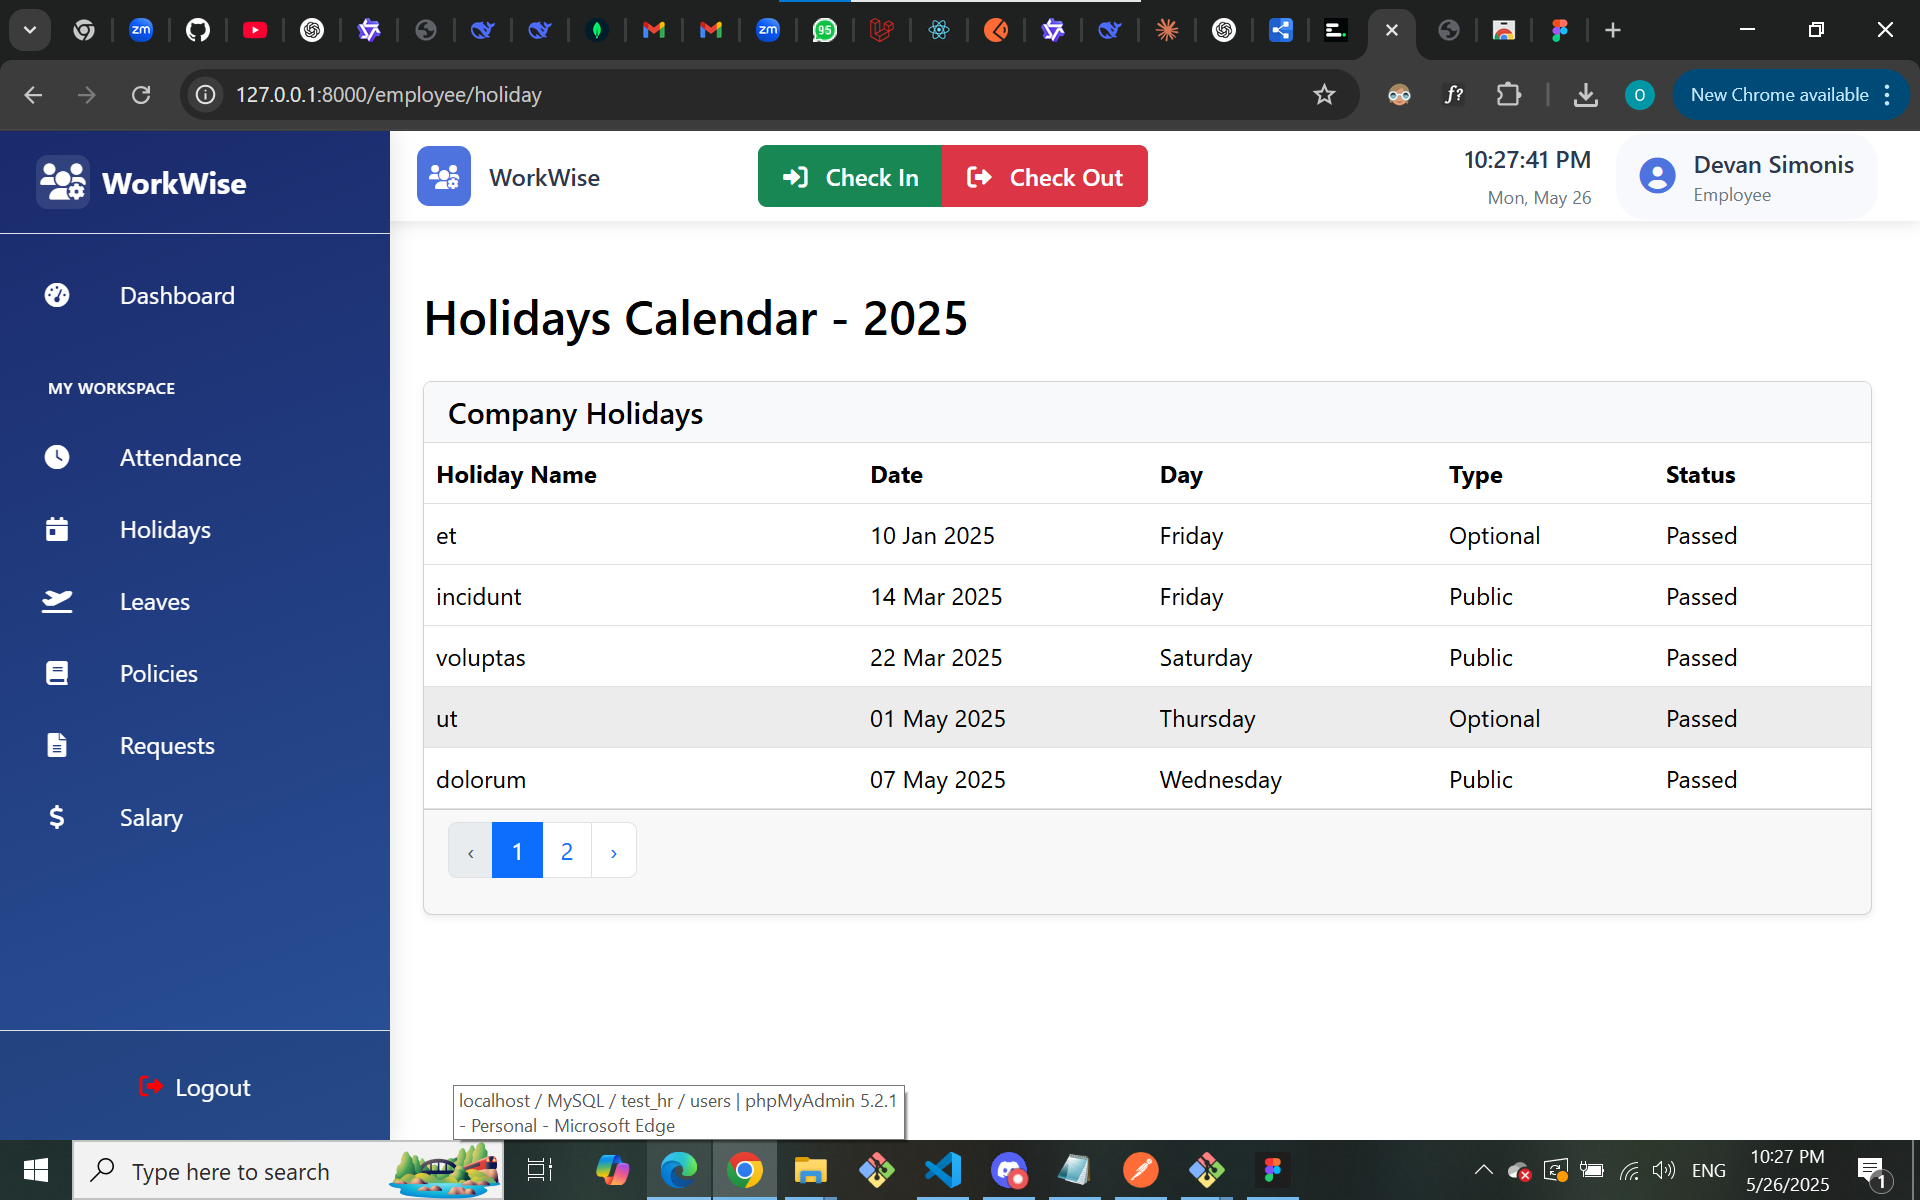 zm
zm
95
127.0.0.1:8000/employee/holiday
f?
O
New Chrome available
WorkWise
WorkWise
Check In
Check Out
10:27:41 PM
Mon, May 26
Devan Simonis
Employee
Dashboard
MY WORKSPACE
Attendance
Holidays
Leaves
Policies
Requests
Salary
Logout
Holidays Calendar - 2025
Company Holidays
Holiday Name Date Day Type Status
et 10 Jan 2025 Friday Optional Passed
incidunt 14 Mar 2025 Friday Public Passed
voluptas 22 Mar 2025 Saturday Public Passed
ut 01 May 2025 Thursday Optional Passed
dolorum 07 May 2025 Wednesday Public Passed
‹ 1 2 ›
localhost / MySQL / test_hr / users | phpMyAdmin 5.2.1
- Personal - Microsoft Edge
Type here to search
ENG
10:27 PM
5/26/2025
1